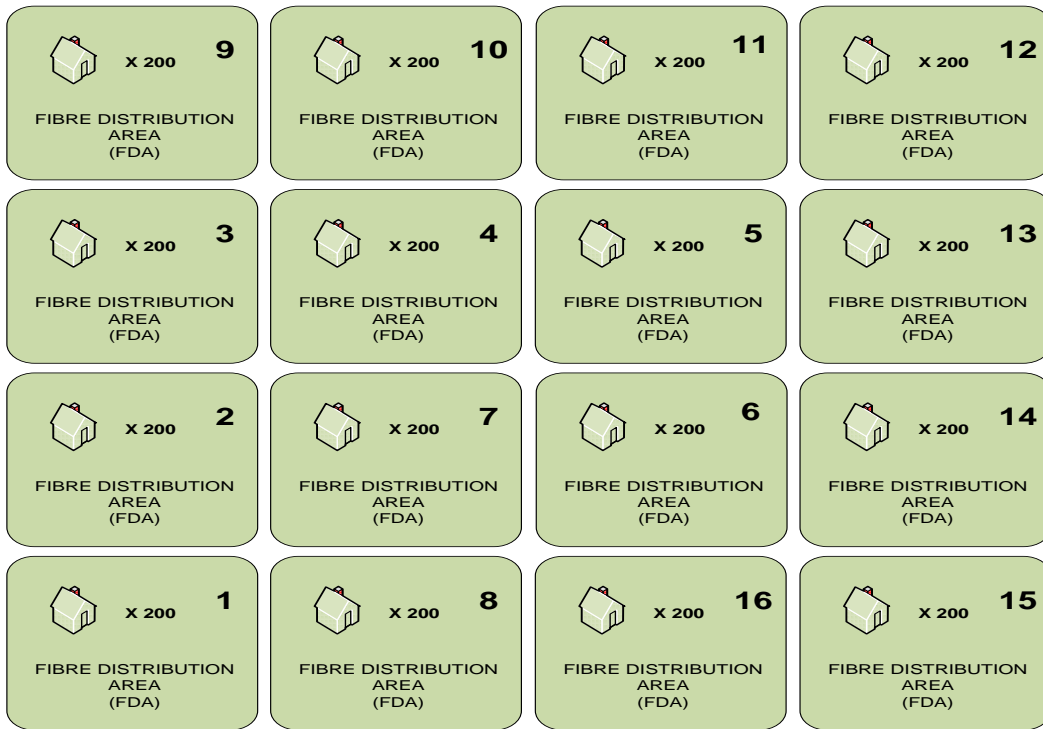 X 200 9
FIBRE DISTRIBUTION
AREA
(FDA)
X 200 10
FIBRE DISTRIBUTION
AREA
(FDA)
X 200 11
FIBRE DISTRIBUTION
AREA
(FDA)
X 200 12
FIBRE DISTRIBUTION
AREA
(FDA)
X 200 3
FIBRE DISTRIBUTION
AREA
(FDA)
X 200 4
FIBRE DISTRIBUTION
AREA
(FDA)
X 200 5
FIBRE DISTRIBUTION
AREA
(FDA)
X 200 13
FIBRE DISTRIBUTION
AREA
(FDA)
X 200 2
FIBRE DISTRIBUTION
AREA
(FDA)
X 200 7
FIBRE DISTRIBUTION
AREA
(FDA)
X 200 6
FIBRE DISTRIBUTION
AREA
(FDA)
X 200 14
FIBRE DISTRIBUTION
AREA
(FDA)
X 200 1
FIBRE DISTRIBUTION
AREA
(FDA)
X 200 8
FIBRE DISTRIBUTION
AREA
(FDA)
X 200 16
FIBRE DISTRIBUTION
AREA
(FDA)
X 200 15
FIBRE DISTRIBUTION
AREA
(FDA)